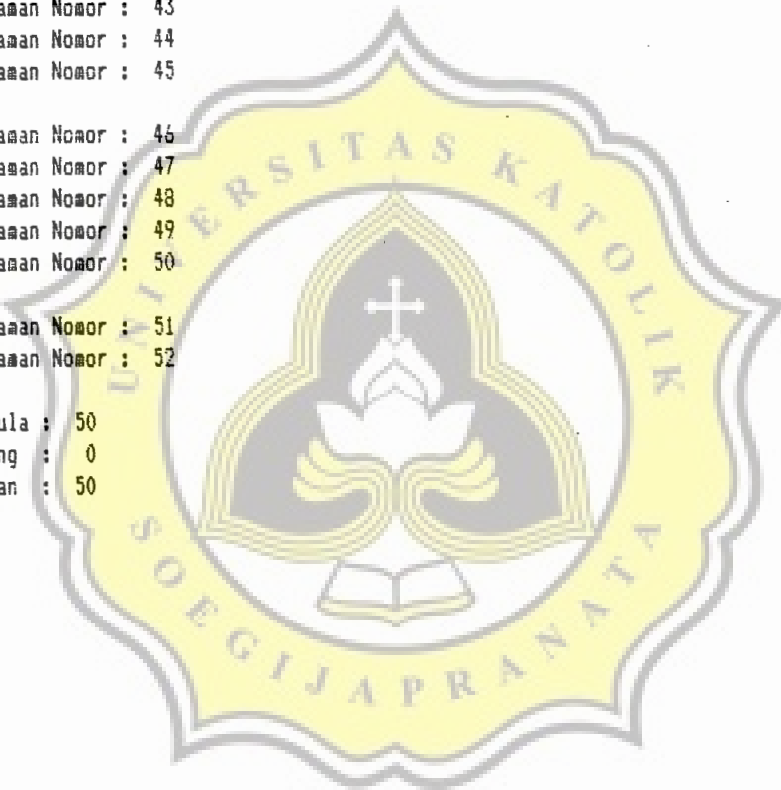 aman Nomor : 43
aman Nomor : 44
aman Nomor : 45
aman Nomor : 46
aman Nomor : 47
aman Nomor : 48
aman Nomor : 49
aman Nomor : 50
aman Nomor : 51
aman Nomor : 52
ula : 50
ng : 0
an : 50
UNIVERSITAS KATOLIK
SOEGIJAPRANATA